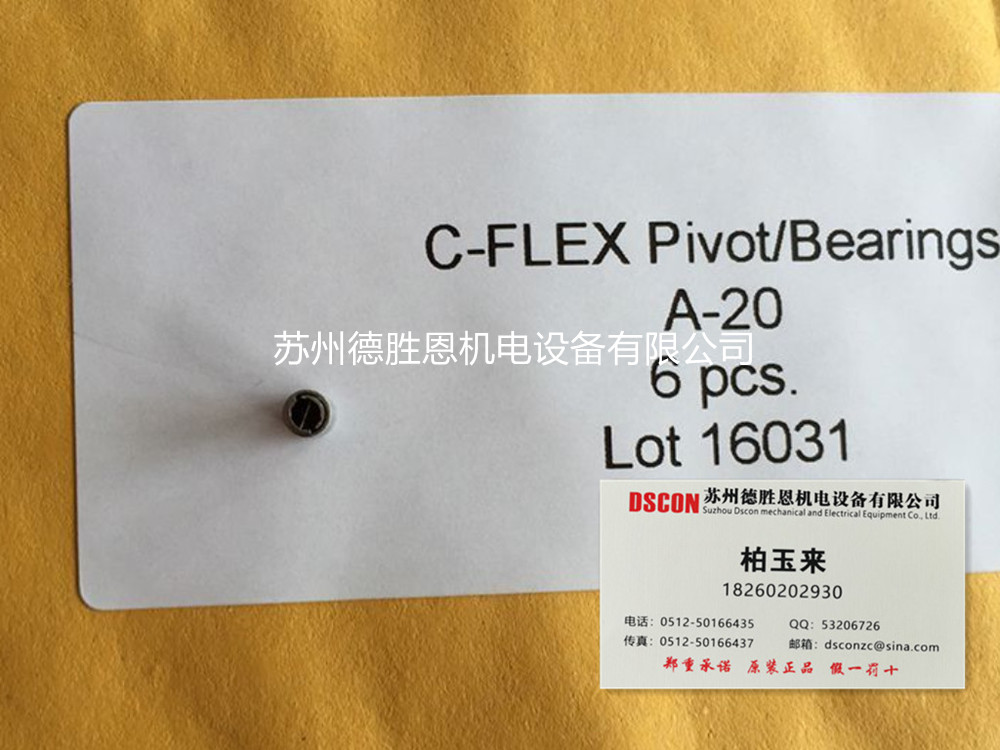 C-FLEX Pivot/Bearings
A-20
苏州德胜恩机电设备有限公司
6 pcs.
Lot 16031
DSCON 苏州德胜恩机电设备有限公司
Suzhou Dscon mechanical and Electrical Equipment Co., Ltd.
柏玉来
18260202930
电话：0512-50166435 QQ：53206726
传真：0512-50166437 邮箱：dsconzc@sina.com
郑重承诺 原装正品 假一罚十